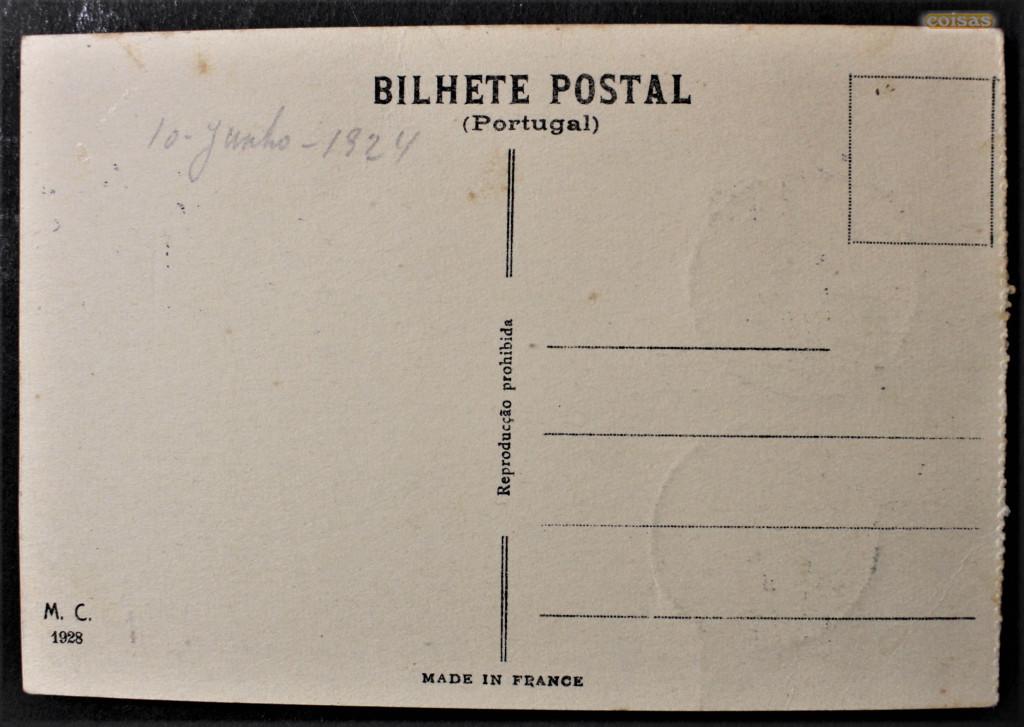 coisas
BILHETE POSTAL
(Portugal)
10-Junho-1924
Reproducção prohibida
M. C.
1928
MADE IN FRANCE